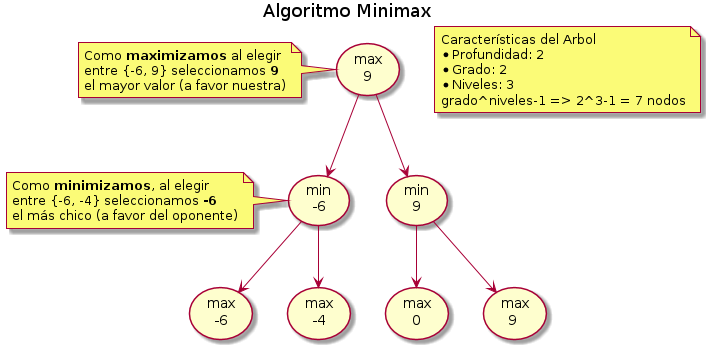 Algoritmo Minimax
Como maximizamos al elegir
entre {-6, 9} seleccionamos 9
el mayor valor (a favor nuestra)
max
9
Características del Arbol
• Profundidad: 2
• Grado: 2
• Niveles: 3
grado^niveles-1 => 2^3-1 = 7 nodos
Como minimizamos, al elegir
entre {-6, -4} seleccionamos -6
el más chico (a favor del oponente)
min
-6
min
9
max
-6
max
-4
max
0
max
9